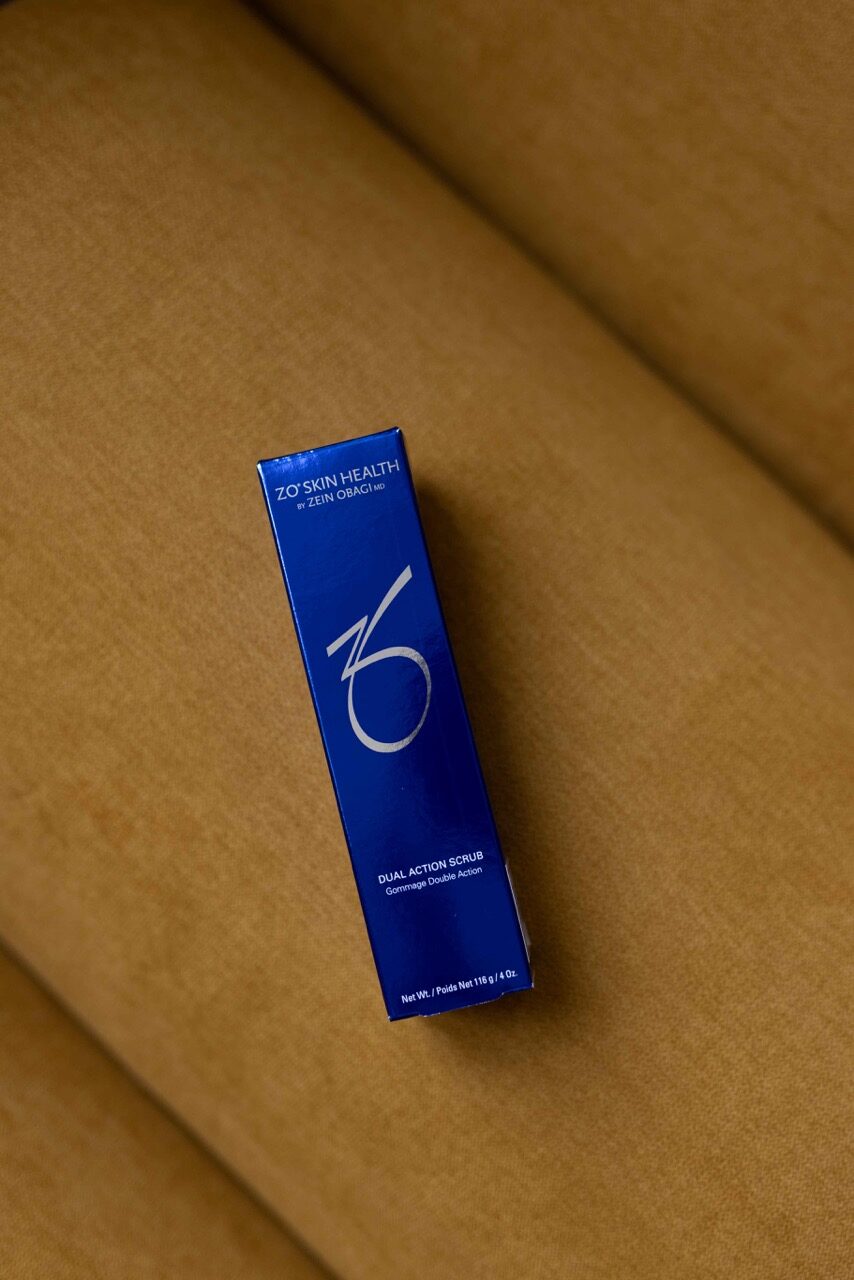 ZO® SKIN HEALTH
BY ZEIN OBAGI MD
DUAL ACTION SCRUB
Gommage Double Action
Net Wt. / Poids Net 116 g / 4 Oz.